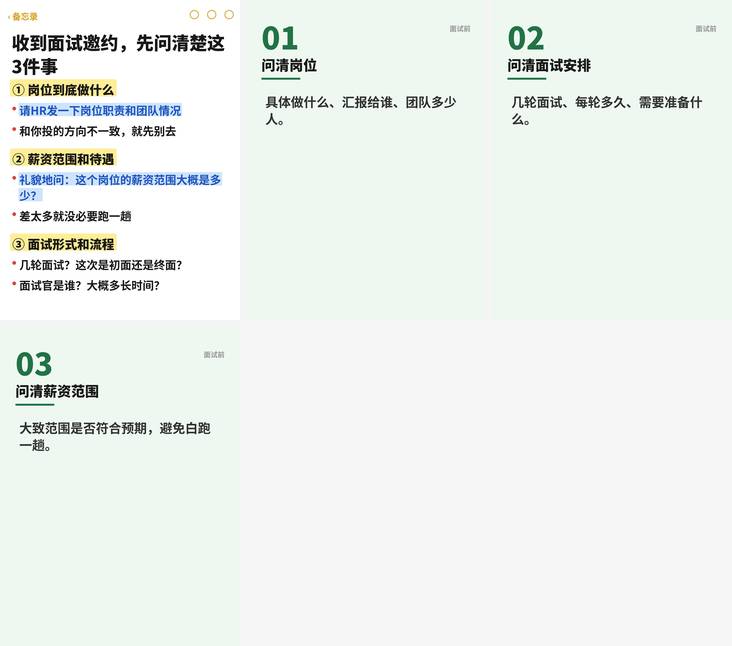 ‹ 备忘录
收到面试邀约，先问清楚这
3件事
① 岗位到底做什么
• 请HR发一下岗位职责和团队情况
• 和你投的方向不一致，就先别去
② 薪资范围和待遇
• 礼貌地问：这个岗位的薪资范围大概是多
少？
• 差太多就没必要跑一趟
③ 面试形式和流程
• 几轮面试？这次是初面还是终面？
• 面试官是谁？大概多长时间？
01
面试前
问清岗位
具体做什么、汇报给谁、团队多少
人。
02
面试前
问清面试安排
几轮面试、每轮多久、需要准备什
么。
03
面试前
问清薪资范围
大致范围是否符合预期，避免白跑
一趟。